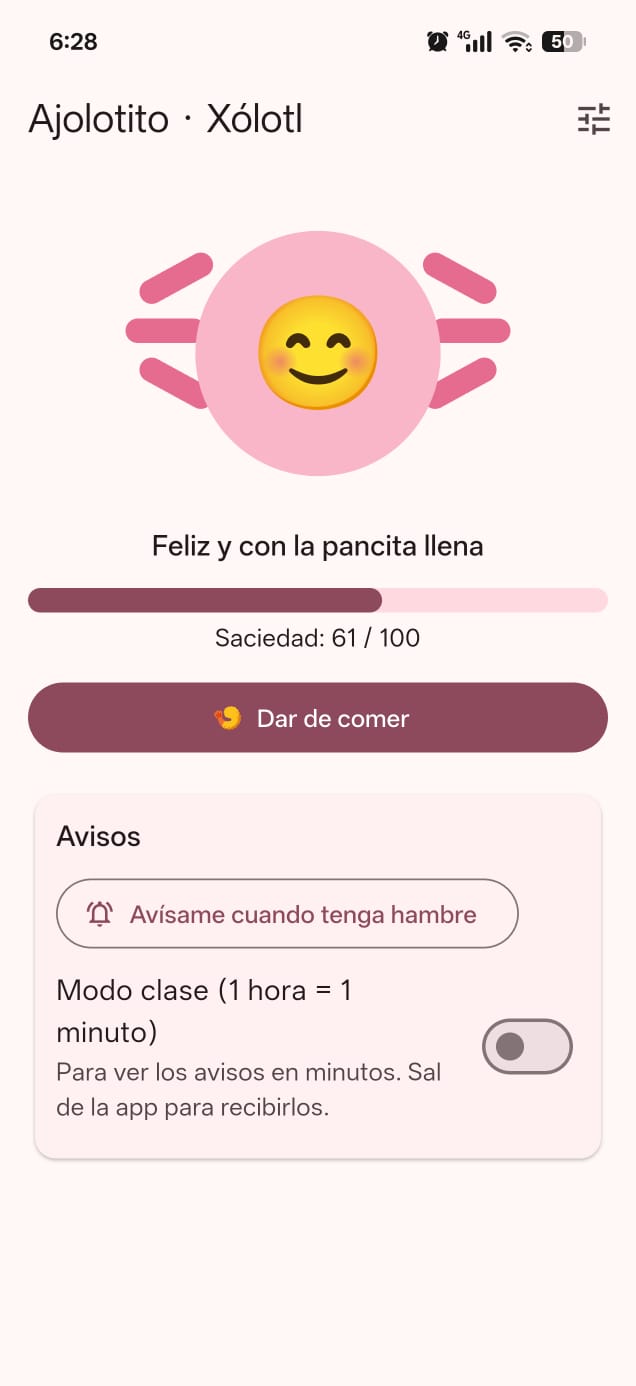 6:28
4G
50
Ajolotito · Xólotl
Feliz y con la pancita llena
Saciedad: 61 / 100
Dar de comer
Avisos
Avísame cuando tenga hambre
Modo clase (1 hora = 1
minuto)
Para ver los avisos en minutos. Sal
de la app para recibirlos.